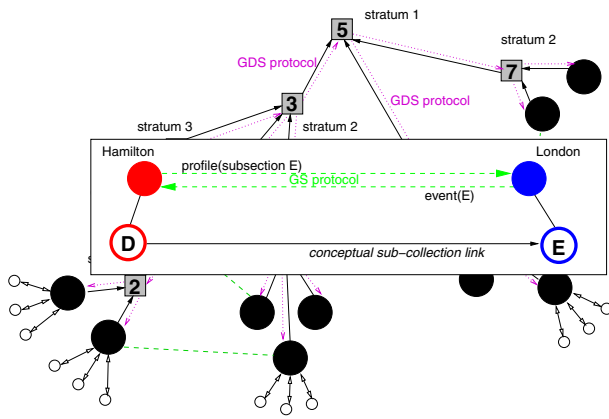 stratum 1
5
stratum 2
GDS protocol
7
3
GDS protocol
stratum 3
stratum 2
Hamilton
London
profile(subsection E)
GS protocol
event(E)
D
E
conceptual sub-collection link
2